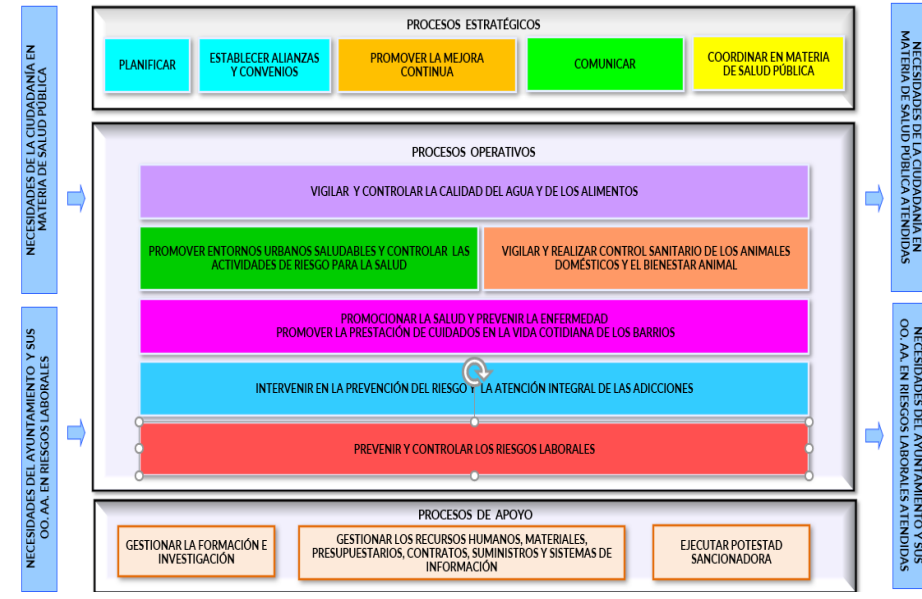 NECESIDADES DE LA CIUDADANÍA EN
MATERIA DE SALUD PÚBLICA
NECESIDADES DEL AYUNTAMIENTO Y SUS
OO. AA. EN RIESGOS LABORALES
PROCESOS ESTRATÉGICOS
PLANIFICAR
ESTABLECER ALIANZAS
Y CONVENIOS
PROMOVER LA MEJORA
CONTINUA
COMUNICAR
COORDINAR EN MATERIA
DE SALUD PÚBLICA
PROCESOS OPERATIVOS
VIGILAR Y CONTROLAR LA CALIDAD DEL AGUA Y DE LOS ALIMENTOS
PROMOVER ENTORNOS URBANOS SALUDABLES Y CONTROLAR LAS
ACTIVIDADES DE RIESGO PARA LA SALUD
VIGILAR Y REALIZAR CONTROL SANITARIO DE LOS ANIMALES
DOMÉSTICOS Y EL BIENESTAR ANIMAL
PROMOCIONAR LA SALUD Y PREVENIR LA ENFERMEDAD
PROMOVER LA PRESTACIÓN DE CUIDADOS EN LA VIDA COTIDIANA DE LOS BARRIOS
INTERVENIR EN LA PREVENCIÓN DEL RIESGO Y LA ATENCIÓN INTEGRAL DE LAS ADICCIONES
PREVENIR Y CONTROLAR LOS RIESGOS LABORALES
PROCESOS DE APOYO
GESTIONAR LA FORMACIÓN E
INVESTIGACIÓN
GESTIONAR LOS RECURSOS HUMANOS, MATERIALES,
PRESUPUESTARIOS, CONTRATOS, SUMINISTROS Y SISTEMAS DE
INFORMACIÓN
EJECUTAR POTESTAD
SANCIONADORA
NECESIDADES DE LA CIUDADANÍA EN
MATERIA DE SALUD PÚBLICA ATENDIDAS
NECESIDADES DEL AYUNTAMIENTO Y SUS
OO. AA. EN RIESGOS LABORALES ATENDIDAS